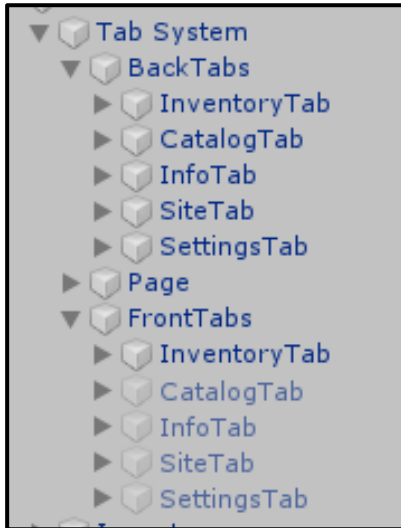 Tab System
BackTabs
InventoryTab
CatalogTab
InfoTab
SiteTab
SettingsTab
Page
FrontTabs
InventoryTab
CatalogTab
InfoTab
SiteTab
SettingsTab